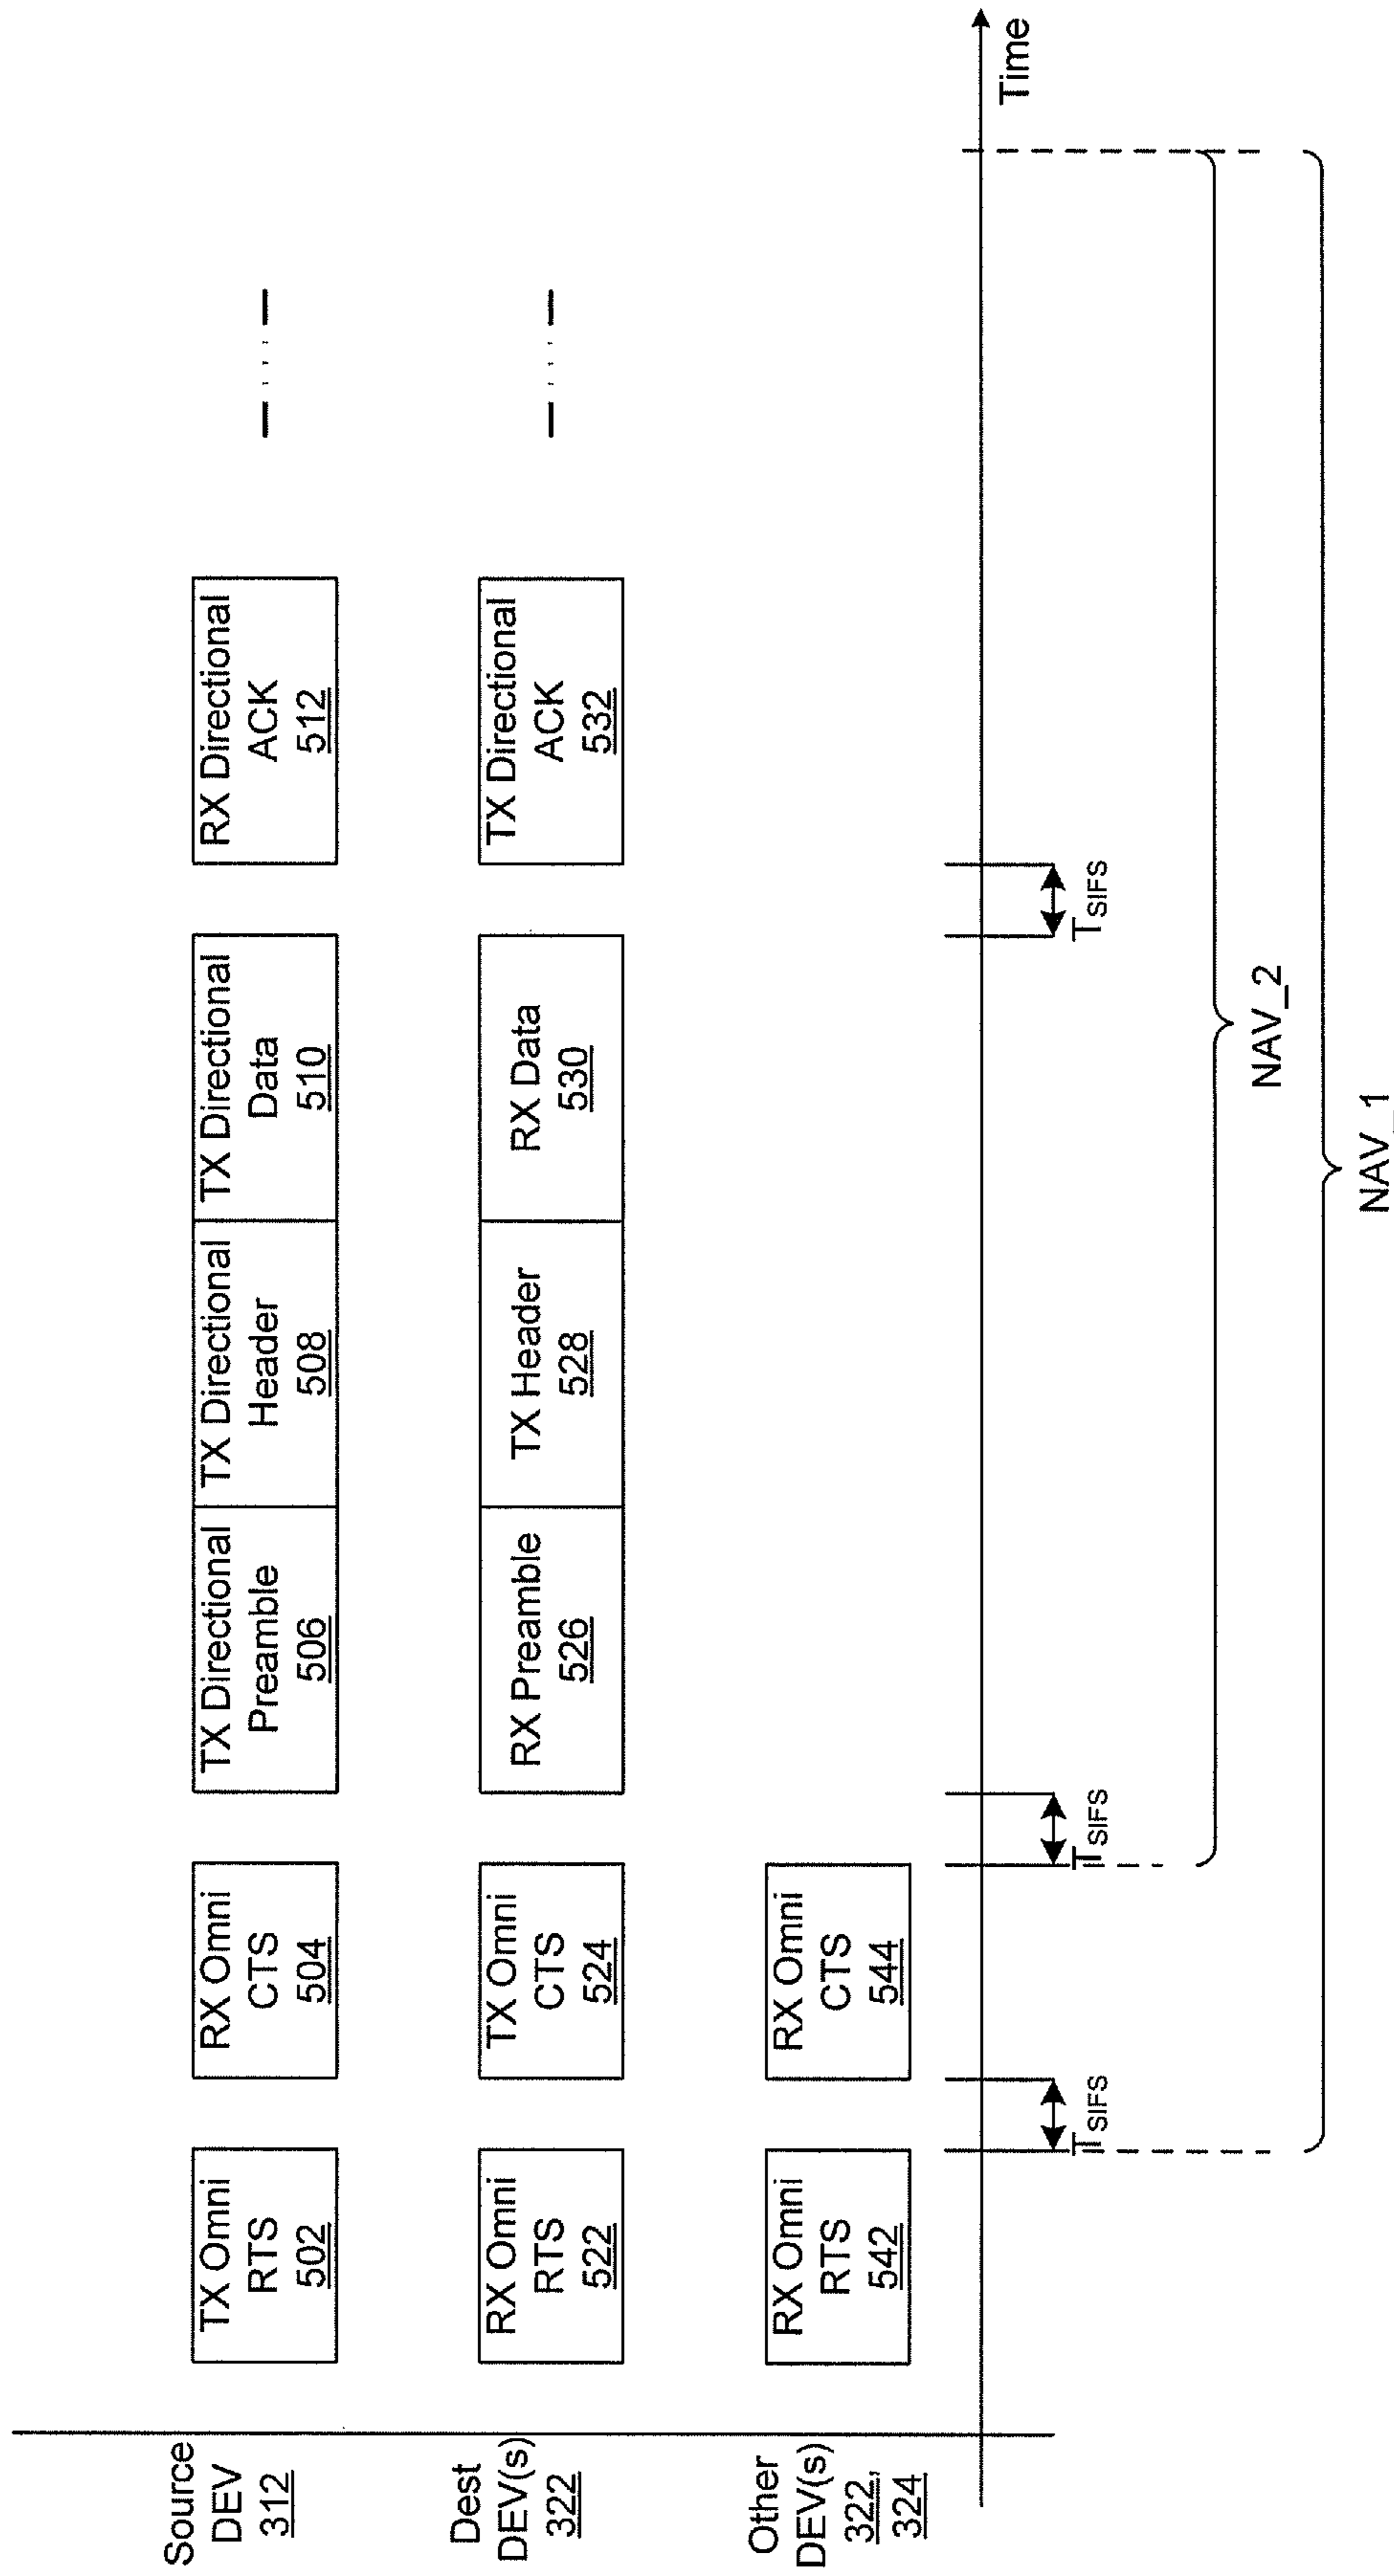 Source
DEV
312
TX Omni
RTS
502
RX Omni
CTS
504
TX Directional
Preamble
506
TX Directional
Header
508
TX Directional
Data
510
RX Directional
ACK
512
Dest
DEV(s)
322
RX Omni
RTS
522
TX Omni
CTS
524
RX Preamble
526
TX Header
528
RX Data
530
TX Directional
ACK
532
Other
DEV(s)
322,
324
RX Omni
RTS
542
RX Omni
CTS
544
Time
TSIFS
TSIFS
TSIFS
NAV_2
NAV_1